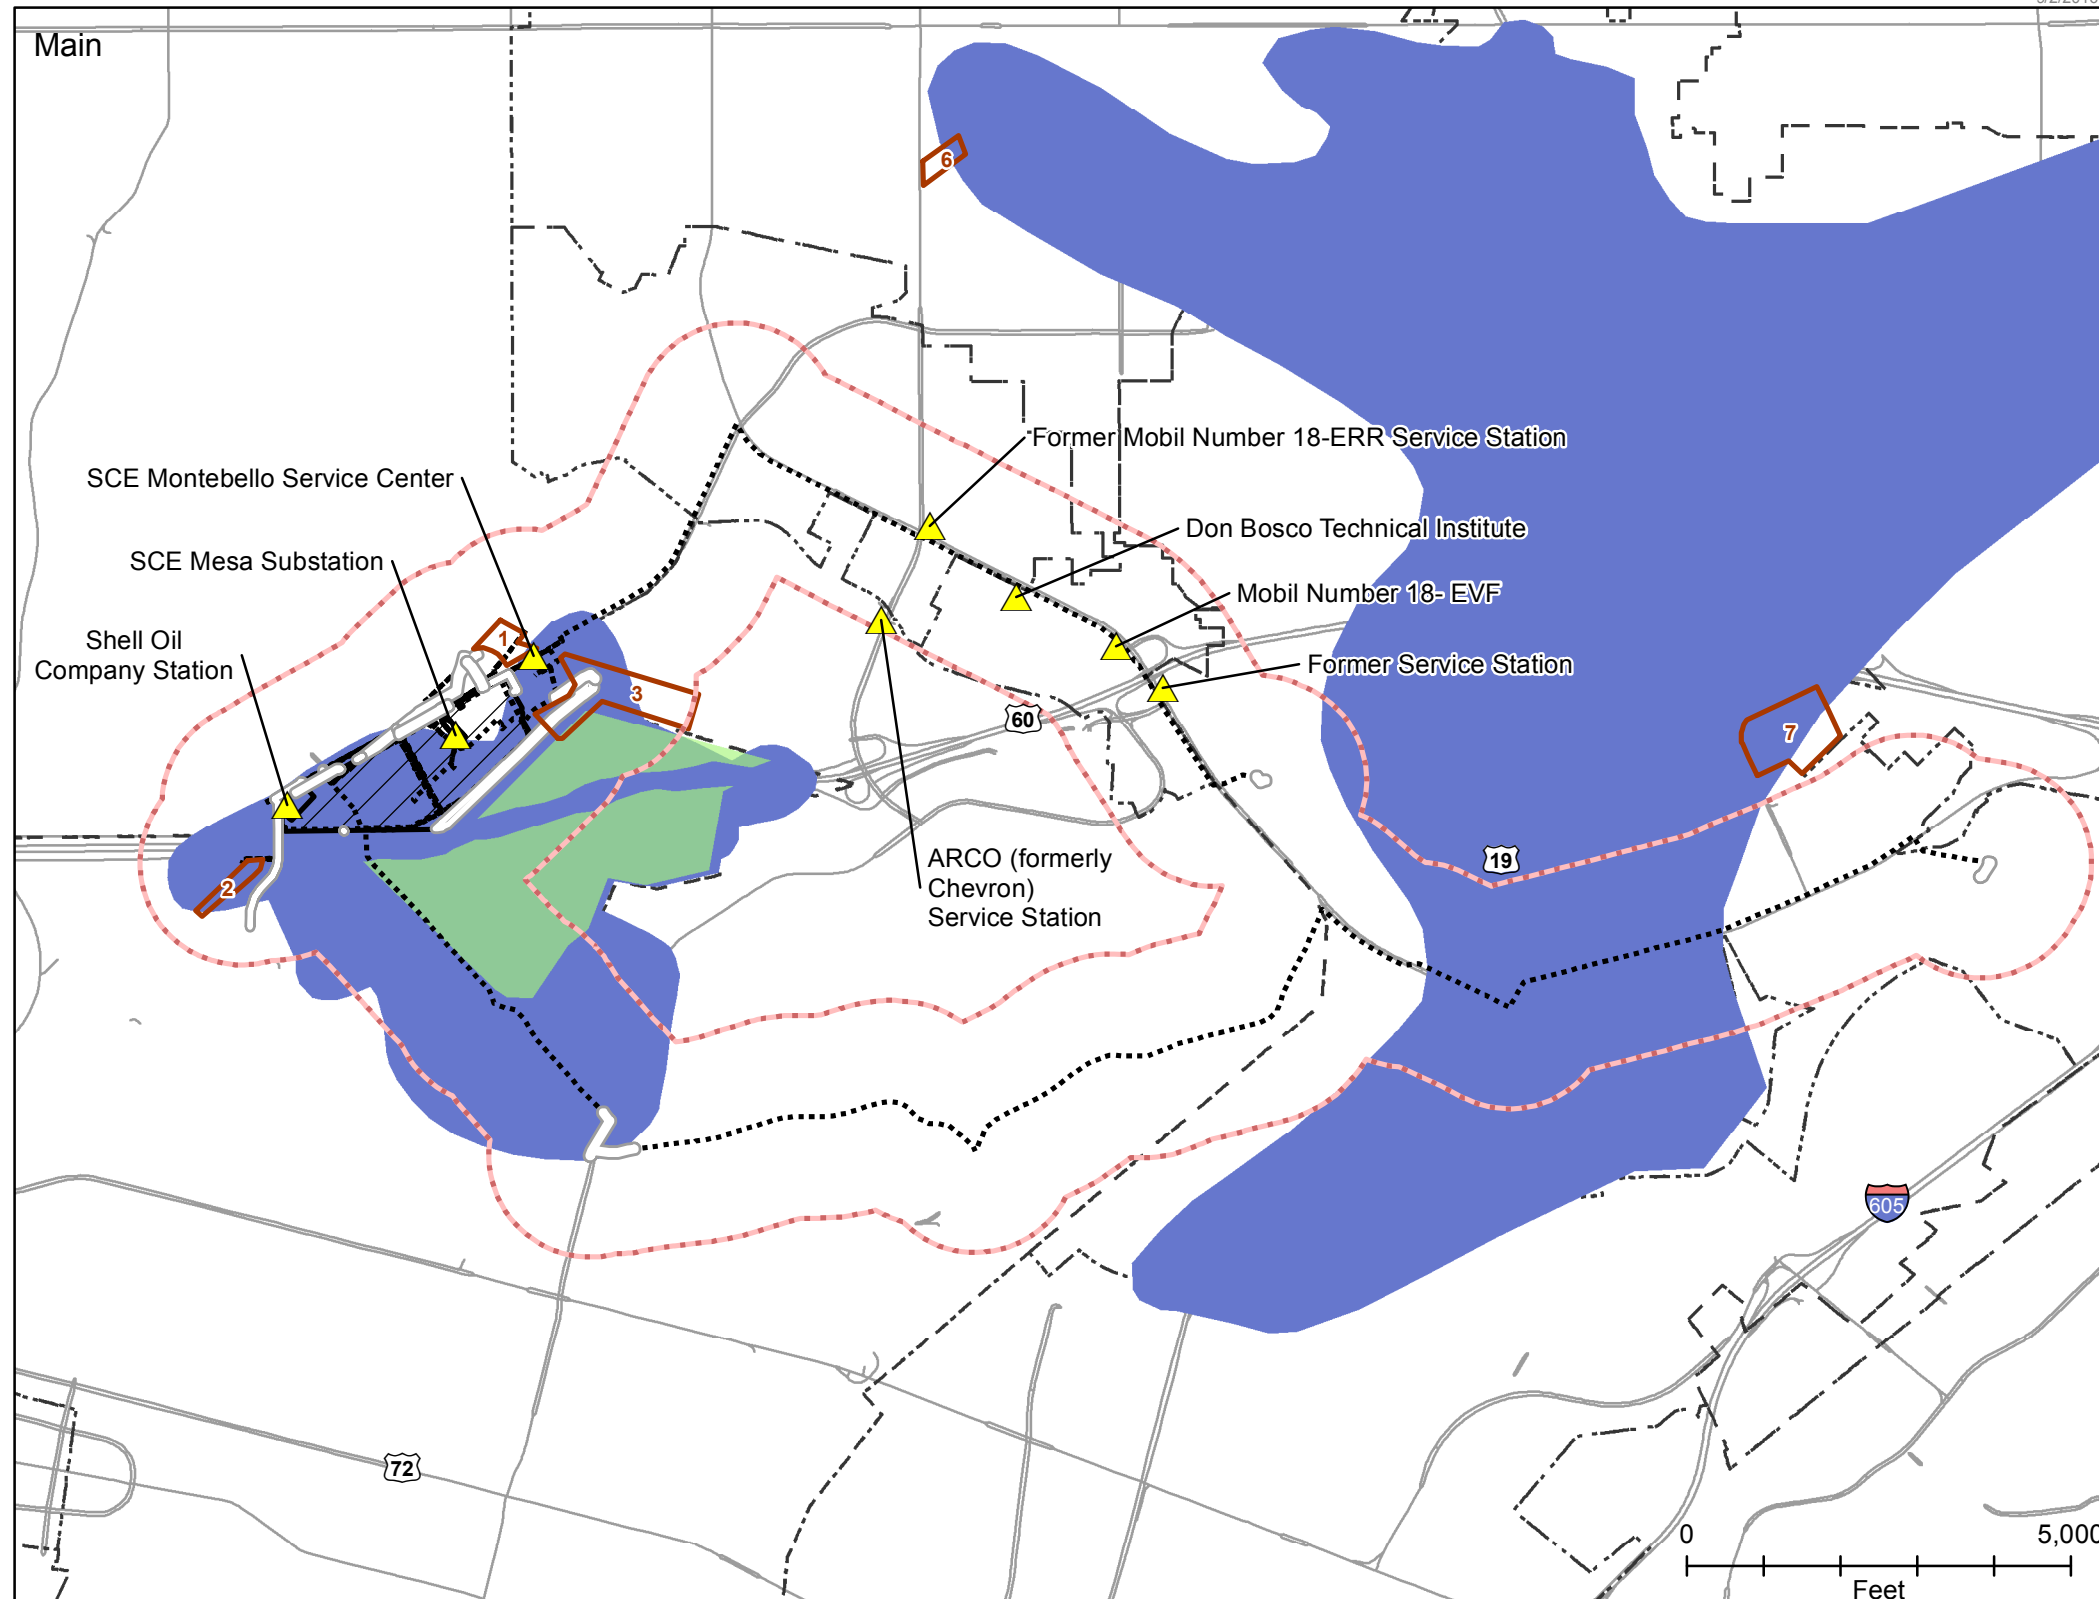 Main
6
Former Mobil Number 18-ERR Service Station
SCE Montebello Service Center
Don Bosco Technical Institute
SCE Mesa Substation
Mobil Number 18- EVF
Shell Oil
Company Station
1
Former Service Station
3
60
7
19
2
ARCO (formerly
Chevron)
Service Station
605
72
0
5,000
Feet